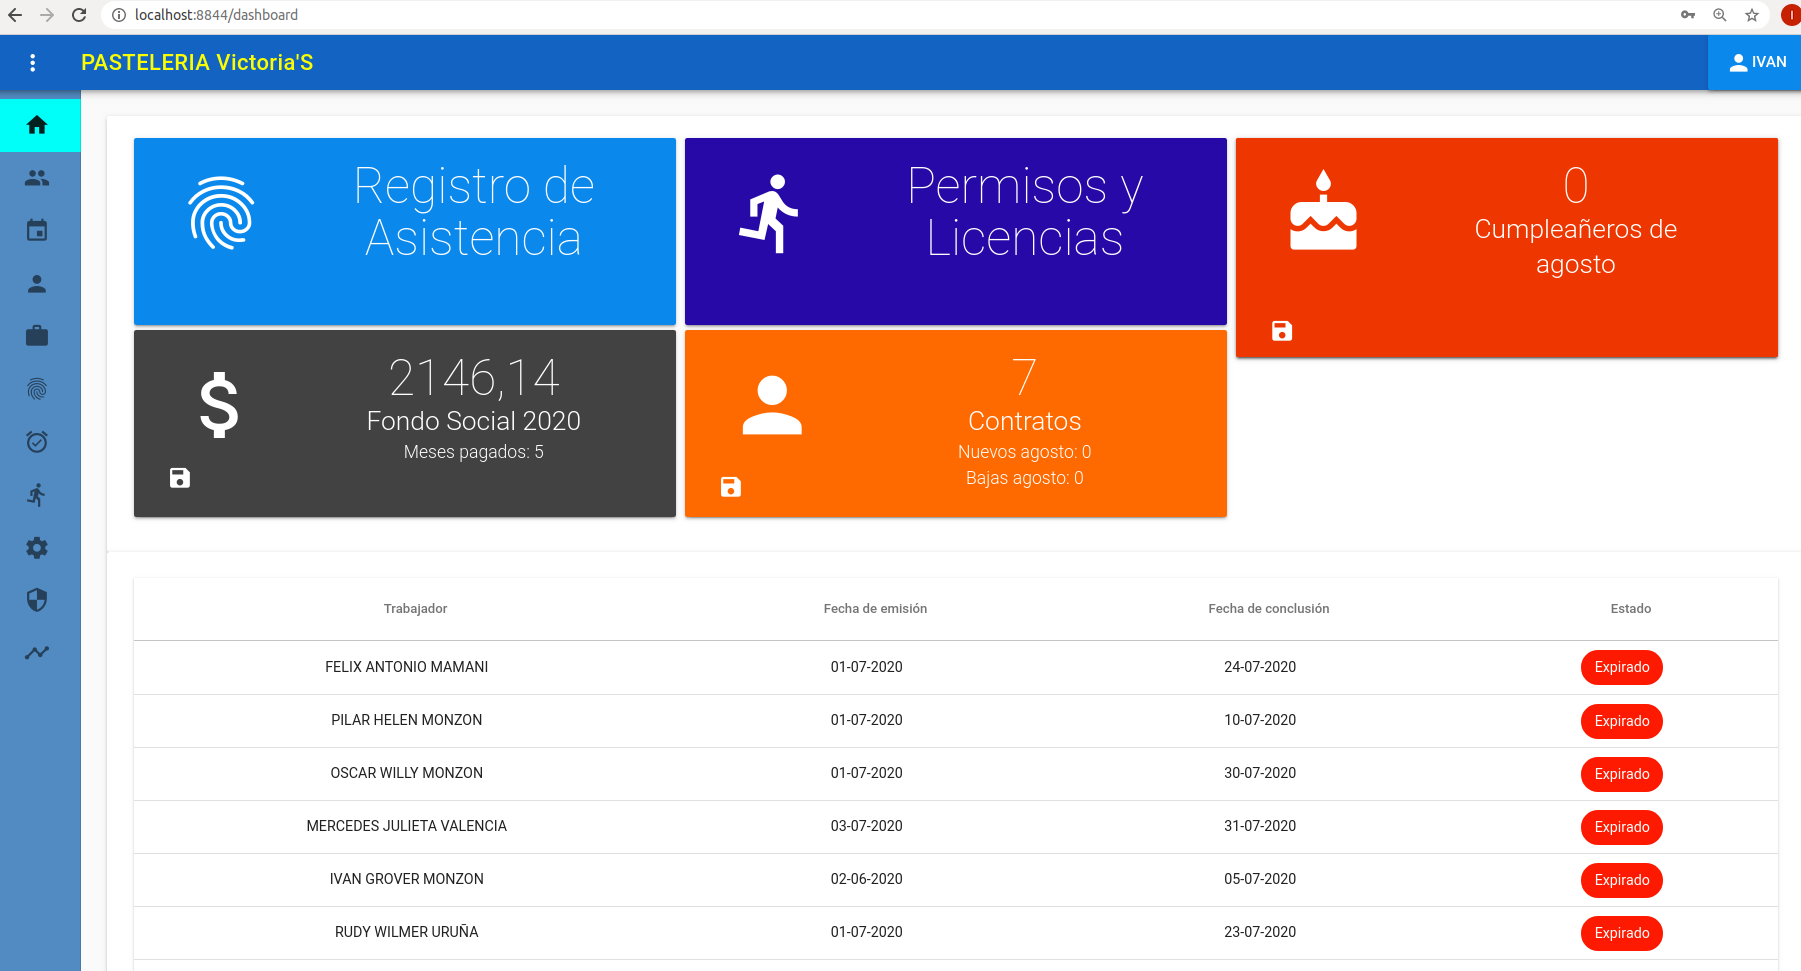 localhost:8844/dashboard
I
PASTELERIA Victoria'S
IVAN
Registro de
Asistencia
Permisos y
Licencias
0
Cumpleañeros de
agosto
2146,14
Fondo Social 2020
Meses pagados: 5
7
Contratos
Nuevos agosto: 0
Bajas agosto: 0
Trabajador Fecha de emisión Fecha de conclusión Estado
FELIX ANTONIO MAMANI 01-07-2020 24-07-2020 Expirado
PILAR HELEN MONZON 01-07-2020 10-07-2020 Expirado
OSCAR WILLY MONZON 01-07-2020 30-07-2020 Expirado
MERCEDES JULIETA VALENCIA 03-07-2020 31-07-2020 Expirado
IVAN GROVER MONZON 02-06-2020 05-07-2020 Expirado
RUDY WILMER URUÑA 01-07-2020 23-07-2020 Expirado